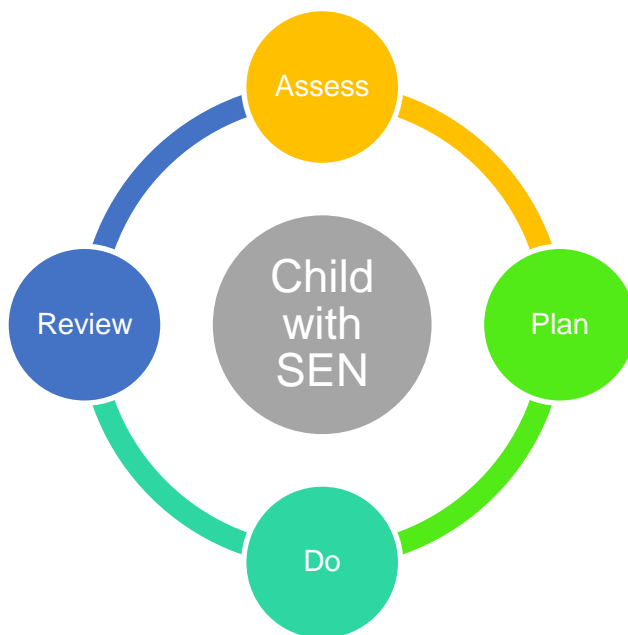 Assess
Review
Child
with
SEN
Plan
Do